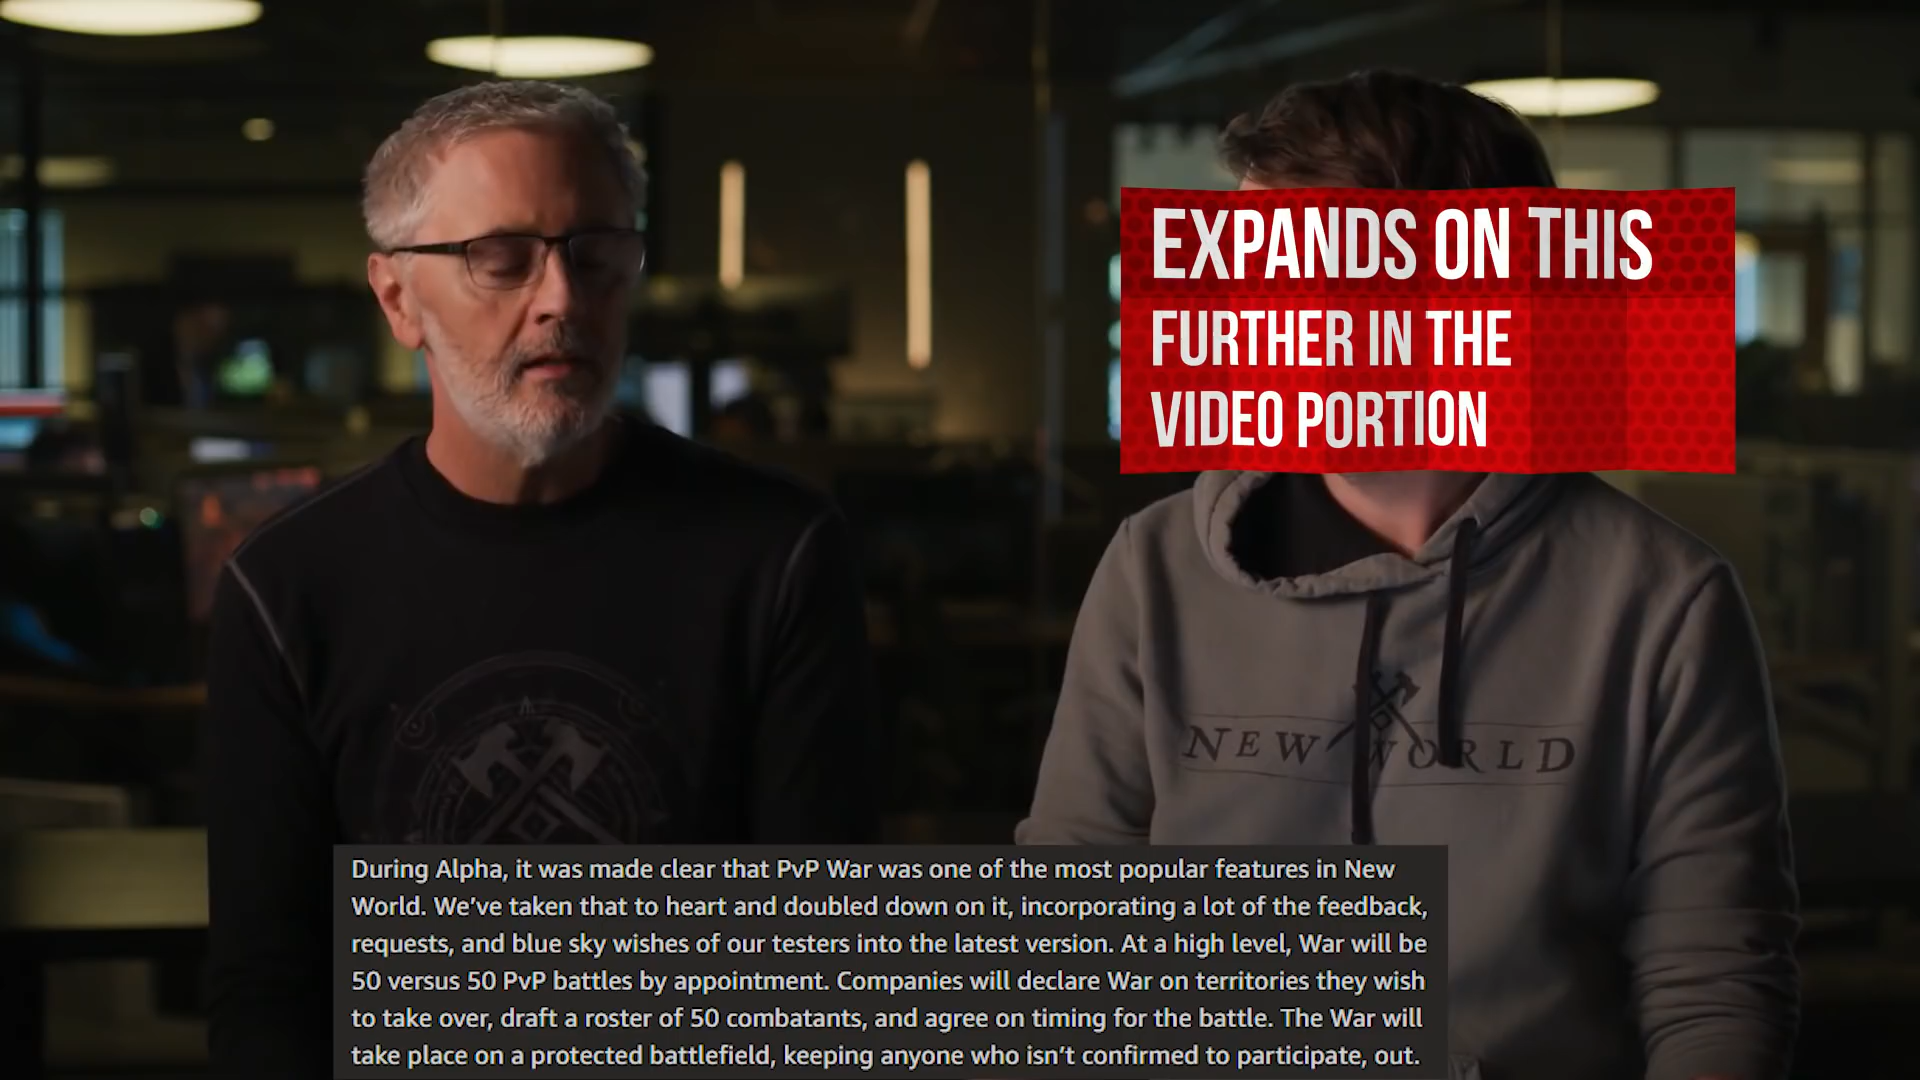 EXPANDS ON THIS
FURTHER IN THE
VIDEO PORTION
NEW WORLD
During Alpha, it was made clear that PvP War was one of the most popular features in New
World. We've taken that to heart and doubled down on it, incorporating a lot of the feedback,
requests, and blue sky wishes of our testers into the latest version. At a high level, War will be
50 versus 50 PvP battles by appointment. Companies will declare War on territories they wish
to take over, draft a roster of 50 combatants, and agree on timing for the battle. The War will
take place on a protected battlefield, keeping anyone who isn't confirmed to participate, out.